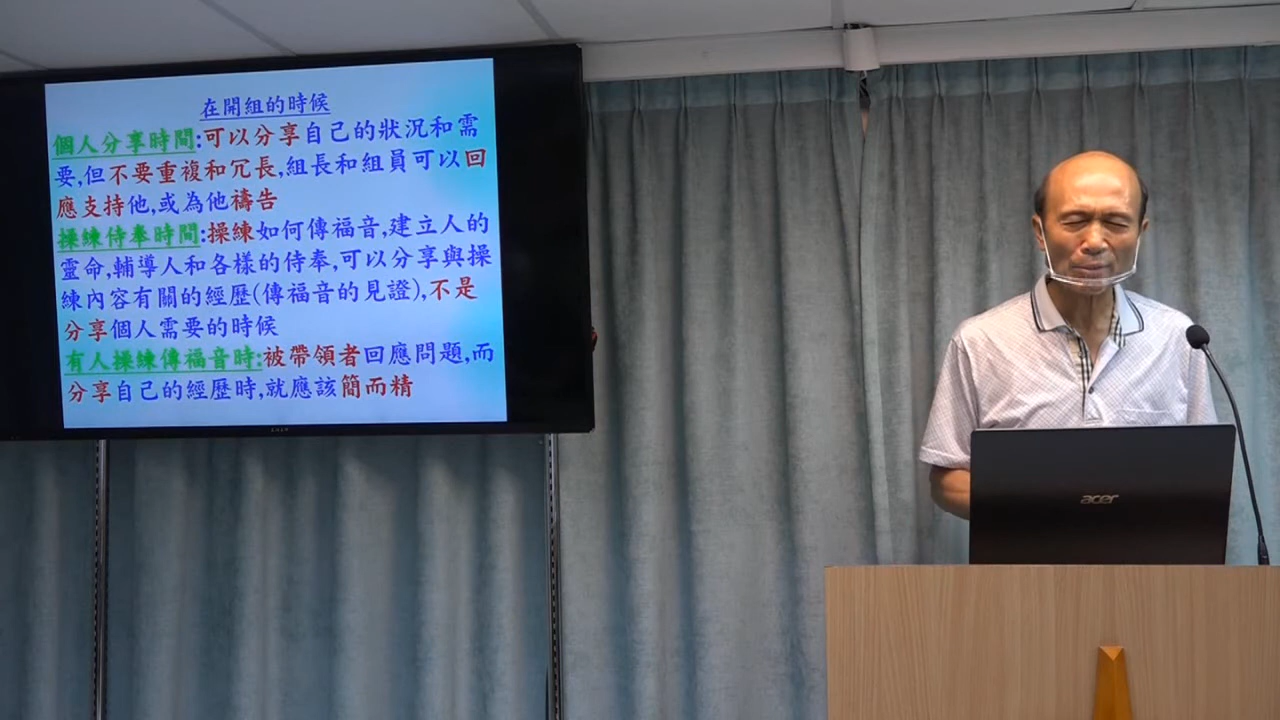 在開組的時候
個人分享時間:可以分享自己的狀況和需
要,但不要重複和冗長,組長和組員可以回
應支持他,或為他禱告
操練侍奉時間:操練如何傳福音,建立人的
靈命,輔導人和各樣的侍奉,可以分享與操
練內容有關的經歷(傳福音的見證),不是
分享個人需要的時候
有人操練傳福音時:被帶領者回應問題,而
分享自己的經歷時,就應該簡而精
acer